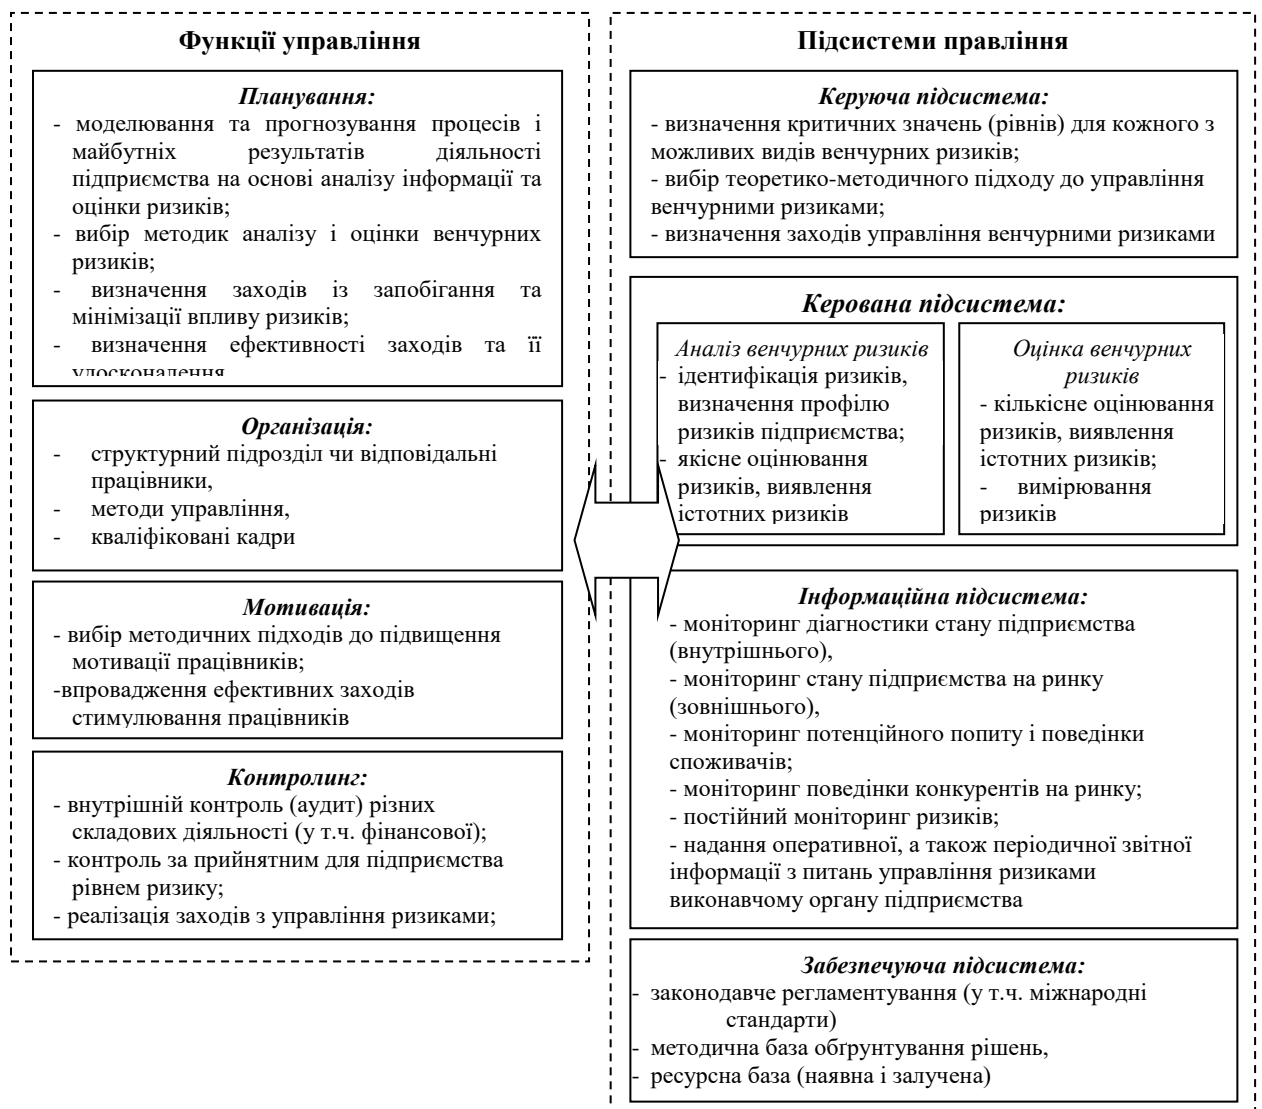 Функції управління
Планування:
- моделювання та прогнозування процесів і
майбутніх результатів діяльності
підприємства на основі аналізу інформації та
оцінки ризиків;
- вибір методик аналізу і оцінки венчурних
ризиків;
- визначення заходів із запобігання та
мінімізації впливу ризиків;
- визначення ефективності заходів та її
удосконалення
Організація:
- структурний підрозділ чи відповідальні
працівники,
- методи управління,
- кваліфіковані кадри
Мотивація:
- вибір методичних підходів до підвищення
мотивації працівників;
-впровадження ефективних заходів
стимулювання працівників
Контролинг:
- внутрішній контроль (аудит) різних
складових діяльності (у т.ч. фінансової);
- контроль за прийнятним для підприємства
рівнем ризику;
- реалізація заходів з управління ризиками;
Підсистеми правління
Керуюча підсистема:
- визначення критичних значень (рівнів) для кожного з
можливих видів венчурних ризиків;
- вибір теоретико-методичного підходу до управління
венчурними ризиками;
- визначення заходів управління венчурними ризиками
Керована підсистема:
Аналіз венчурних ризиків
- ідентифікація ризиків,
визначення профілю
ризиків підприємства;
- якісне оцінювання
ризиків, виявлення
істотних ризиків
Оцінка венчурних
ризиків
- кількісне оцінювання
ризиків, виявлення
істотних ризиків;
- вимірювання
ризиків
Інформаційна підсистема:
- моніторинг діагностики стану підприємства
(внутрішнього),
- моніторинг стану підприємства на ринку
(зовнішнього),
- моніторинг потенційного попиту і поведінки
споживачів;
- моніторинг поведінки конкурентів на ринку;
- постійний моніторинг ризиків;
- надання оперативної, а також періодичної звітної
інформації з питань управління ризиками
виконавчому органу підприємства
Забезпечуюча підсистема:
- законодавче регламентування (у т.ч. міжнародні
стандарти)
- методична база обґрунтування рішень,
- ресурсна база (наявна і залучена)